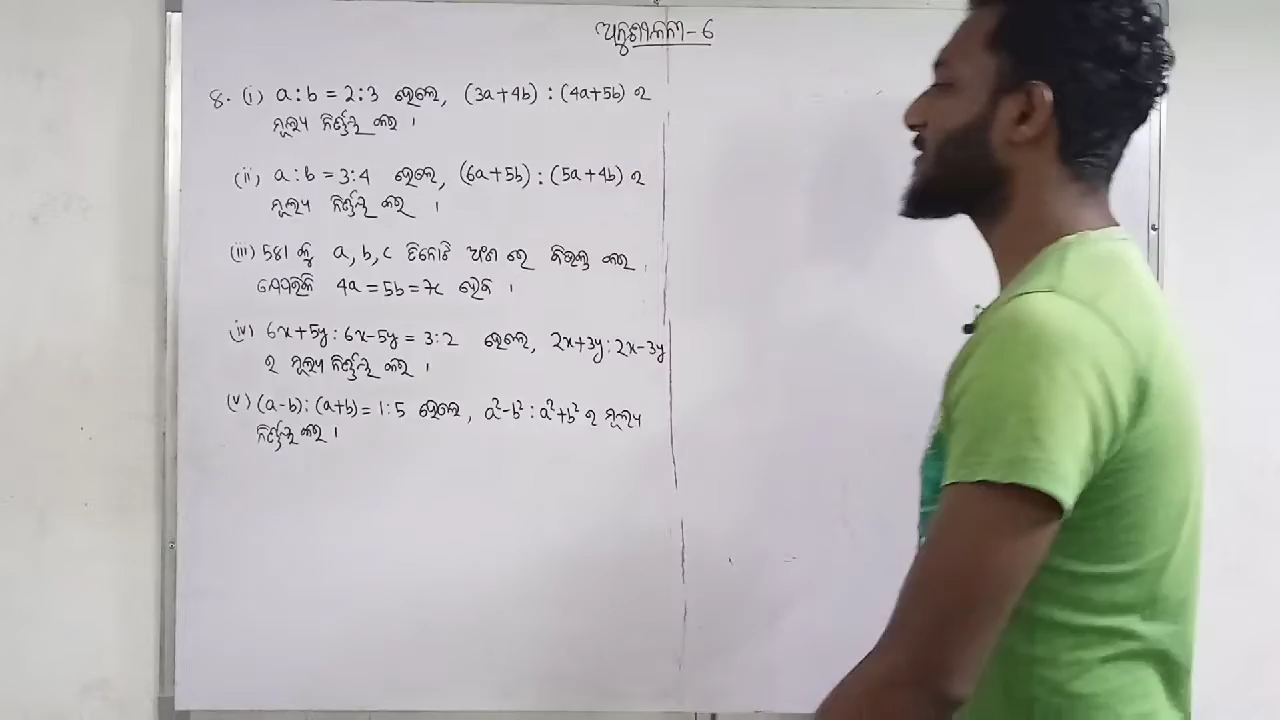 ଅନୁଶୀଳନୀ - 6
8. (i) a : b = 2 : 3 ହେଲେ, (3a+4b) : (4a+5b) ର
ମୂଲ୍ୟ ନିର୍ଣ୍ଣୟ କର ।
(ii) a : b = 3 : 4 ହେଲେ, (6a+5b) : (5a+4b) ର
ମୂଲ୍ୟ ନିର୍ଣ୍ଣୟ କର ।
(iii) 581 କୁ a, b, c ତିନୋଟି ଅଂଶ ରେ ବିଭକ୍ତ କର
ଯେପରିକି 4a = 5b = 7c ହେବ ।
(iv) 6x+5y : 6x-5y = 3 : 2 ହେଲେ, 2x+3y : 2x-3y
ର ମୂଲ୍ୟ ନିର୍ଣ୍ଣୟ କର ।
(v) (a-b) : (a+b) = 1 : 5 ହେଲେ, a²-b² : a²+b² ର ମୂଲ୍ୟ
ନିର୍ଣ୍ଣୟ କର ।